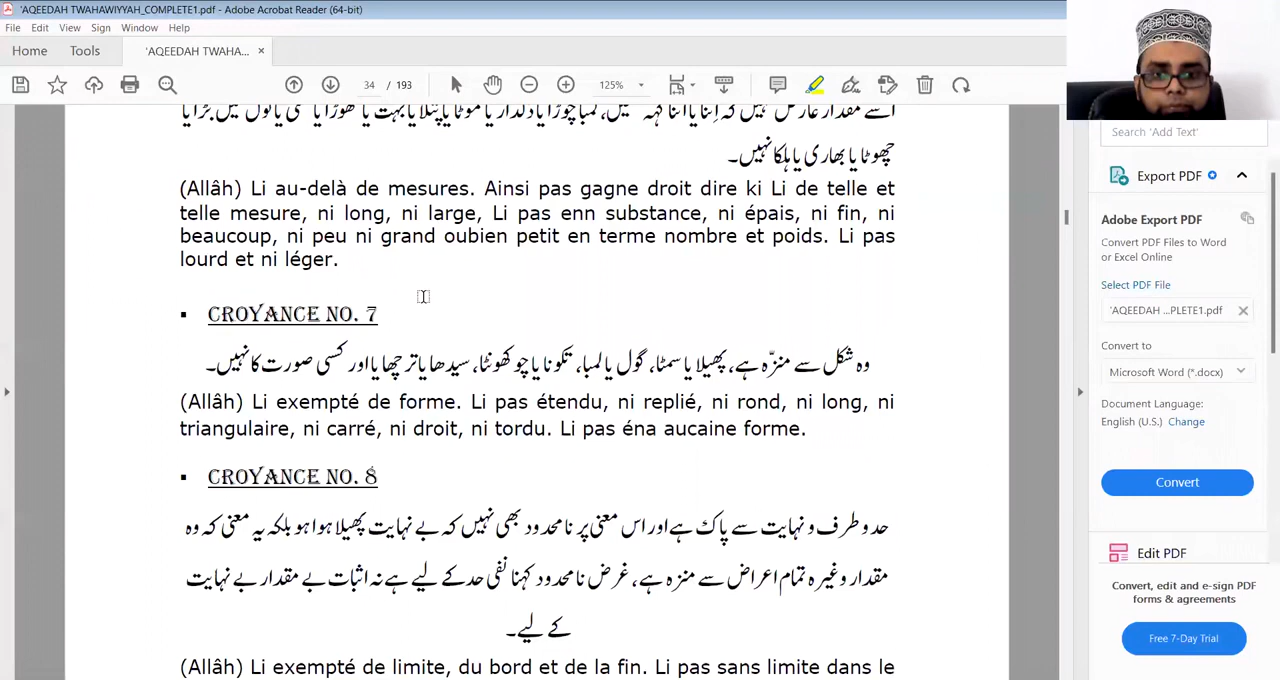 'AQEEDAH TWAHAWIYYAH_COMPLETE1.pdf - Adobe Acrobat Reader (64-bit)
File Edit View Sign Window Help
Home Tools 'AQEEDAH TWAHA... ×
34 / 193 125%
چھوٹا یا بھاری یا ہلکا نہیں۔
(Allâh) Li au-delà de mesures. Ainsi pas gagne droit dire ki Li de telle et
telle mesure, ni long, ni large, Li pas enn substance, ni épais, ni fin, ni
beaucoup, ni peu ni grand oubien petit en terme nombre et poids. Li pas
lourd et ni léger.
▪ CROYANCE NO. 7
وہ شکل سے منزّہ ہے، پھیلا یا سمٹا، گول یا لمبا، تکونا یا چو کھونٹا، سیدھا یا ترچھا یا اور کسی صورت کا نہیں۔
(Allâh) Li exempté de forme. Li pas étendu, ni replié, ni rond, ni long, ni
triangulaire, ni carré, ni droit, ni tordu. Li pas éna aucaine forme.
▪ CROYANCE NO. 8
حد و طرف و نہایت سے پاک ہے اور اس معنی پر نامحدود بھی نہیں کہ بے نہایت پھیلا ہوا ہو بلکہ یہ معنی کہ وہ
مقدار وغیرہ تمام اعراض سے منزہ ہے، غرض نامحدود کہنا نفی حد کے لیے ہے نہ اثبات بے مقدار بے نہایت
کے لیے۔
(Allâh) Li exempté de limite, du bord et de la fin. Li pas sans limite dans le
Search 'Add Text'
Export PDF
Adobe Export PDF
Convert PDF Files to Word
or Excel Online
Select PDF File
'AQEEDAH ...PLETE1.pdf
Convert to
Microsoft Word (*.docx)
Document Language:
English (U.S.) Change
Convert
Edit PDF
Convert, edit and e-sign PDF
forms & agreements
Free 7-Day Trial